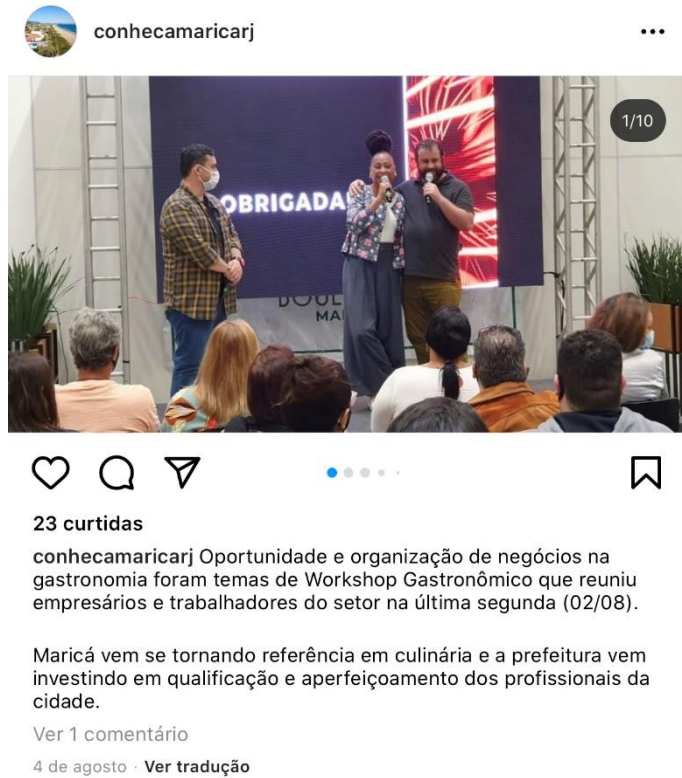 conhecamaricarj
1/10
OBRIGADA
MAI
23 curtidas
conhecamaricarj Oportunidade e organização de negócios na
gastronomia foram temas de Workshop Gastronômico que reuniu
empresários e trabalhadores do setor na última segunda (02/08).
Maricá vem se tornando referência em culinária e a prefeitura vem
investindo em qualificação e aperfeiçoamento dos profissionais da
cidade.
Ver 1 comentário
4 de agosto · Ver tradução